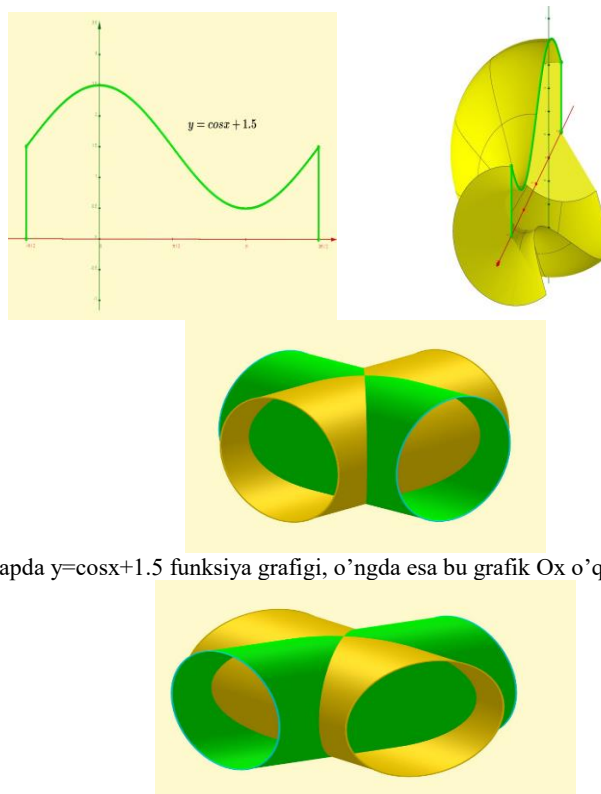 y = cosx + 1.5
apda y=cosx+1.5 funksiya grafigi, o’ngda esa bu grafik Ox o’q